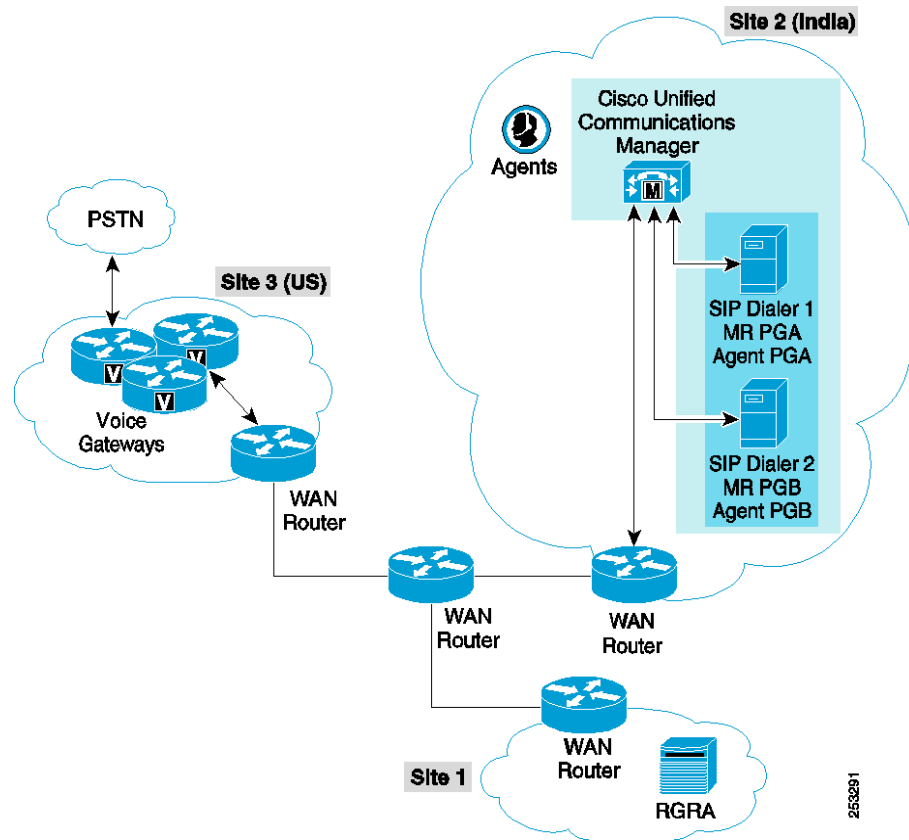 Site 2 (India)
Cisco Unified
Communications
Manager
M
Agents
PSTN
Site 3 (US)
SIP Dialer 1
MR PGA
Agent PGA
V
V
V
Voice
Gateways
SIP Dialer 2
MR PGB
Agent PGB
WAN
Router
WAN
Router
WAN
Router
WAN
Router
Site 1
RGRA
253291